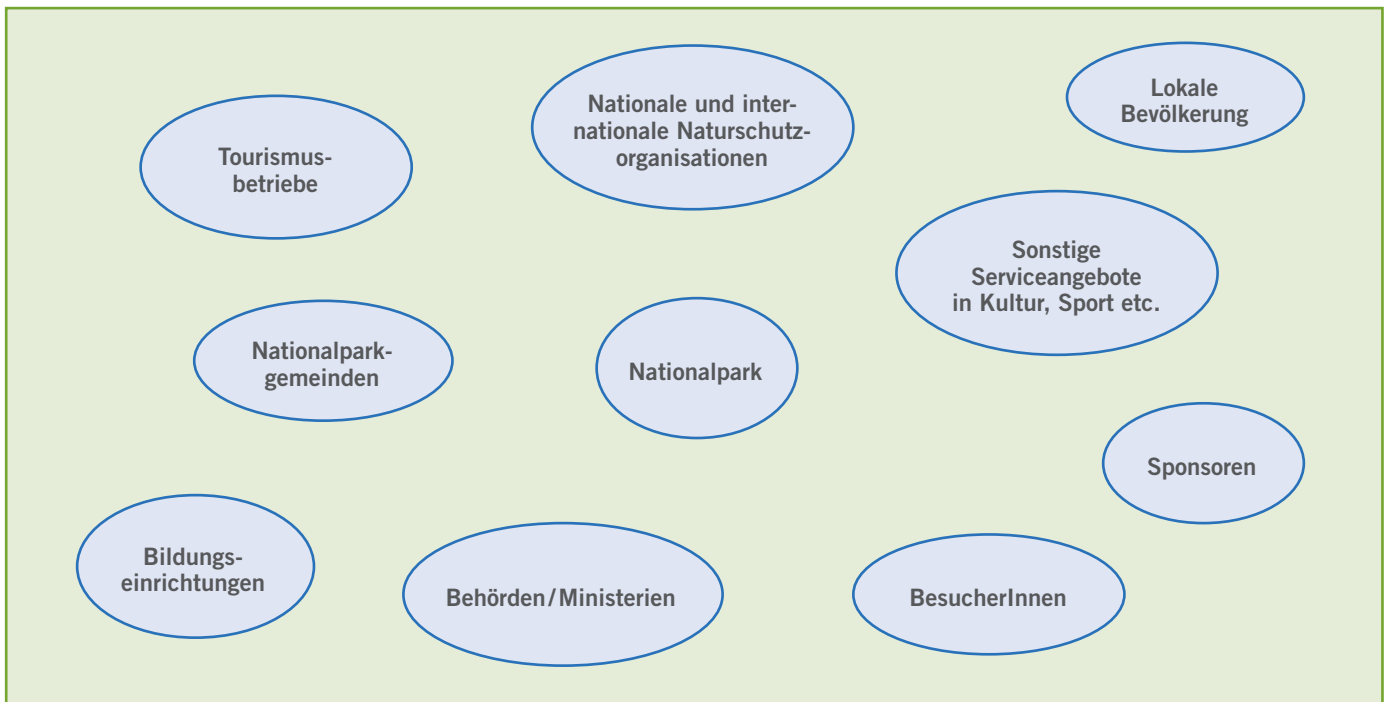 Nationale und inter-
nationale Naturschutz-
organisationen
Lokale
Bevölkerung
Tourismus-
betriebe
Sonstige
Serviceangebote
in Kultur, Sport etc.
Nationalpark-
gemeinden
Nationalpark
Sponsoren
Bildungs-
einrichtungen
Behörden/Ministerien
BesucherInnen